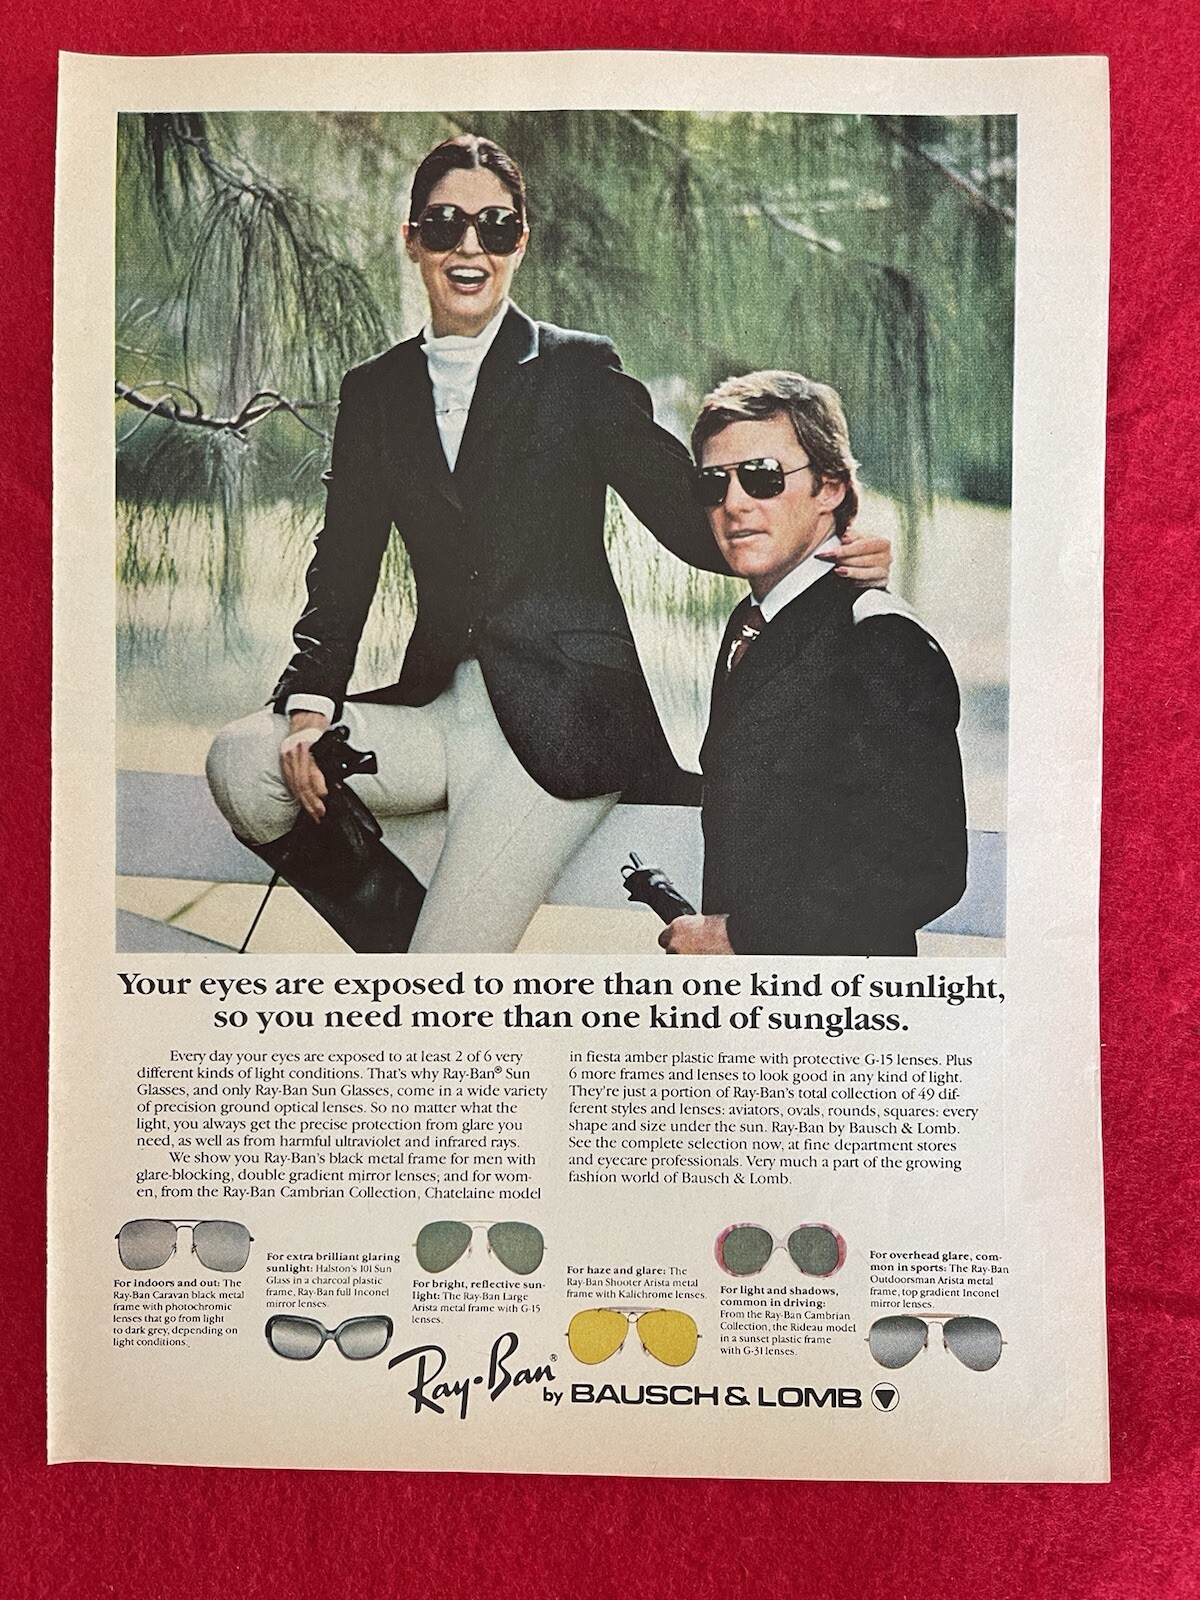 Your eyes are exposed to more than one kind of sunlight,
so you need more than one kind of sunglass.
Every day your eyes are exposed to at least 2 of 6 very
different kinds of light conditions. That's why Ray-Ban® Sun
Glasses, and only Ray-Ban Sun Glasses, come in a wide variety
of precision ground optical lenses. So no matter what the
light, you always get the precise protection from glare you
need, as well as from harmful ultraviolet and infrared rays.
We show you Ray-Ban's black metal frame for men with
glare-blocking, double gradient mirror lenses; and for wom-
en, from the Ray-Ban Cambrian Collection, Chatelaine model
in fiesta amber plastic frame with protective G-15 lenses. Plus
6 more frames and lenses to look good in any kind of light.
They're just a portion of Ray-Ban's total collection of 49 dif-
ferent styles and lenses: aviators, ovals, rounds, squares: every
shape and size under the sun. Ray-Ban by Bausch & Lomb.
See the complete selection now, at fine department stores
and eyecare professionals. Very much a part of the growing
fashion world of Bausch & Lomb.
For indoors and out: The
Ray-Ban Caravan black metal
frame with photochromic
lenses that go from light
to dark grey, depending on
light conditions.
For extra brilliant glaring
sunlight: Halston's 101 Sun
Glass in a charcoal plastic
frame, Ray-Ban full Inconel
mirror lenses.
For bright, reflective sun-
light: The Ray-Ban Large
Arista metal frame with G-15
lenses.
For haze and glare: The
Ray-Ban Shooter Arista metal
frame with Kalichrome lenses.
For light and shadows,
common in driving:
From the Ray-Ban Cambrian
Collection, the Rideau model
in a sunset plastic frame
with G-31 lenses.
For overhead glare, com-
mon in sports: The Ray-Ban
Outdoorsman Arista metal
frame, top gradient Inconel
mirror lenses.
Ray-Ban®
by BAUSCH & LOMB